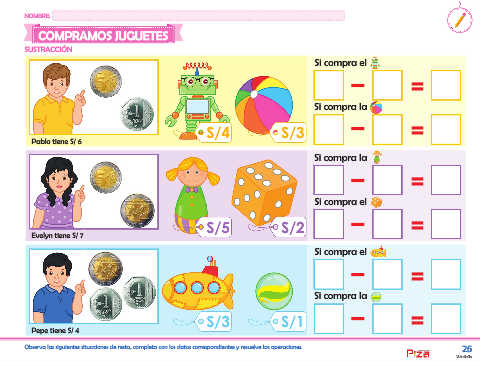 NOMBRE:
COMPRAMOS JUGUETES
SUSTRACCIÓN
Pablo tiene S/ 6
S/4
S/3
Si compra el
Si compra la
Evelyn tiene S/ 7
S/5
S/2
Si compra la
Si compra el
Pepe tiene S/ 4
S/3
S/1
Si compra el
Si compra la
Observa las siguientes situaciones de resta, completa con los datos correspondientes y resuelve las operaciones.
26